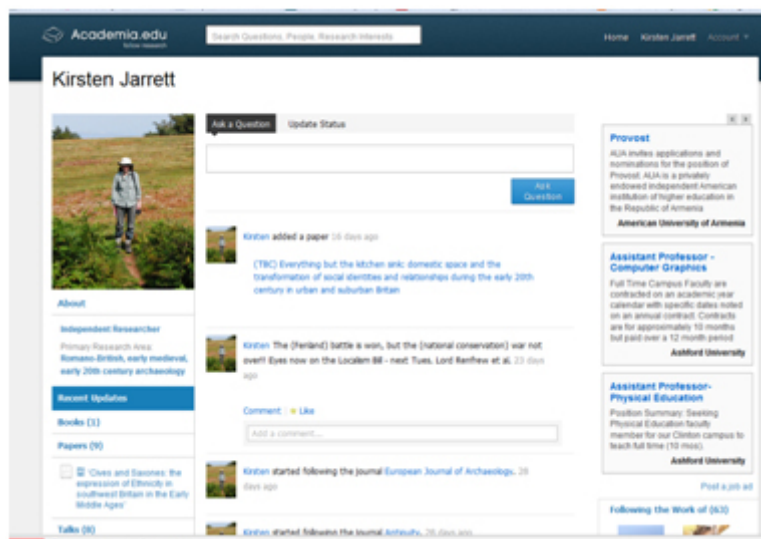 Academia.edu
follow research
Search Questions, People, Research Interests
Home Kirsten Jarrett Account
Kirsten Jarrett
Ask a Question Update Status
Ask
Question
Kirsten added a paper 16 days ago
(TBC) Everything but the kitchen sink: domestic space and the
transformation of social identities and relationships during the early 20th
century in urban and suburban Britain
Kirsten The (Fenland) battle is won, but the (national conservation) war not
over!! Eyes now on the Localism Bill - next Tues. Lord Renfrew et al. 23 days
ago
Comment Like
Add a comment...
Kirsten started following the journal European Journal of Archaeology. 28
days ago
Kirsten started following the journal Antiquity. 28 days ago
About
Independent Researcher
Primary Research Area:
Romano-British, early medieval,
early 20th century archaeology
Recent Updates
Books (1)
Papers (9)
'Cives and Saxones: the
expression of Ethnicity in
southwest Britain in the Early
Middle Ages'
Talks (8)
Provost
AUA invites applications and
nominations for the position of
Provost. AUA is a privately
endowed independent American
institution of higher education in
the Republic of Armenia
American University of Armenia
Assistant Professor -
Computer Graphics
Full Time Campus Faculty are
contracted on an academic year
calendar with specific dates noted
on an annual contract. Contracts
are for approximately 10 months
but paid over a 12 month period
Ashford University
Assistant Professor-
Physical Education
Position Summary: Seeking
Physical Education faculty
member for our Clinton campus to
teach full time (10 mos).
Ashford University
Post a job ad
Following the Work of (63)